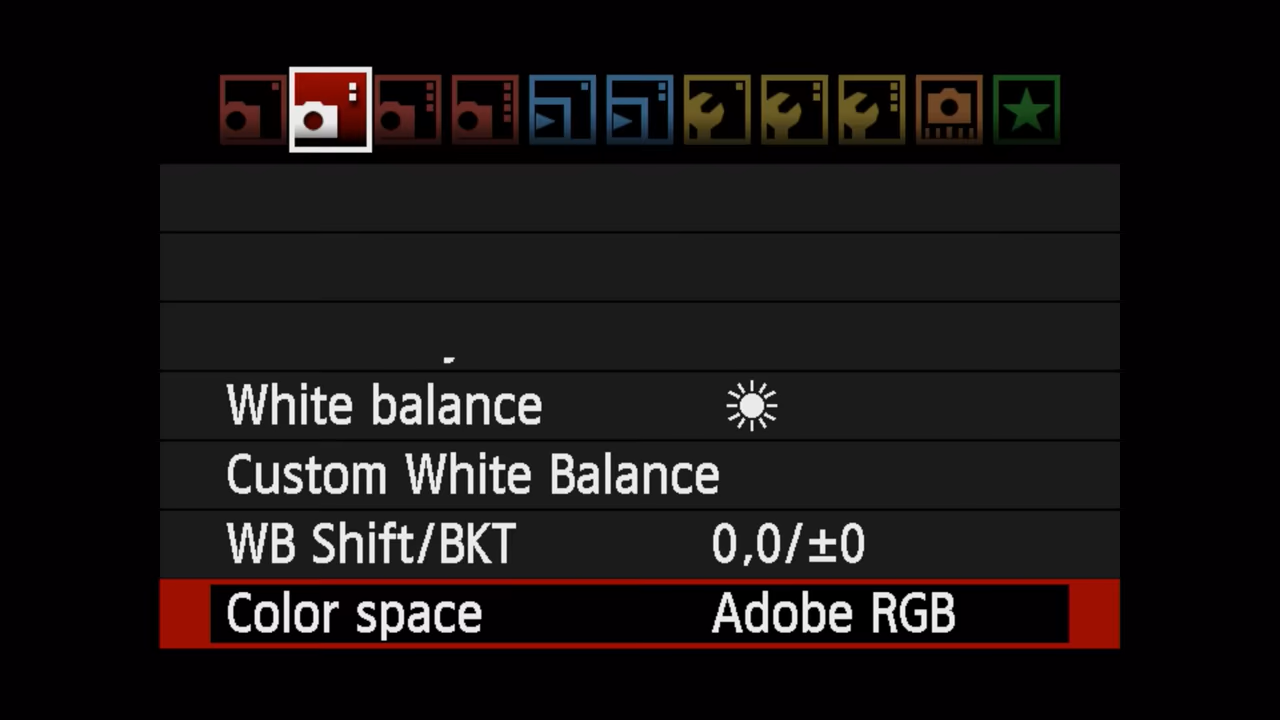 White balance
Custom White Balance
WB Shift/BKT 0,0/±0
Color space Adobe RGB